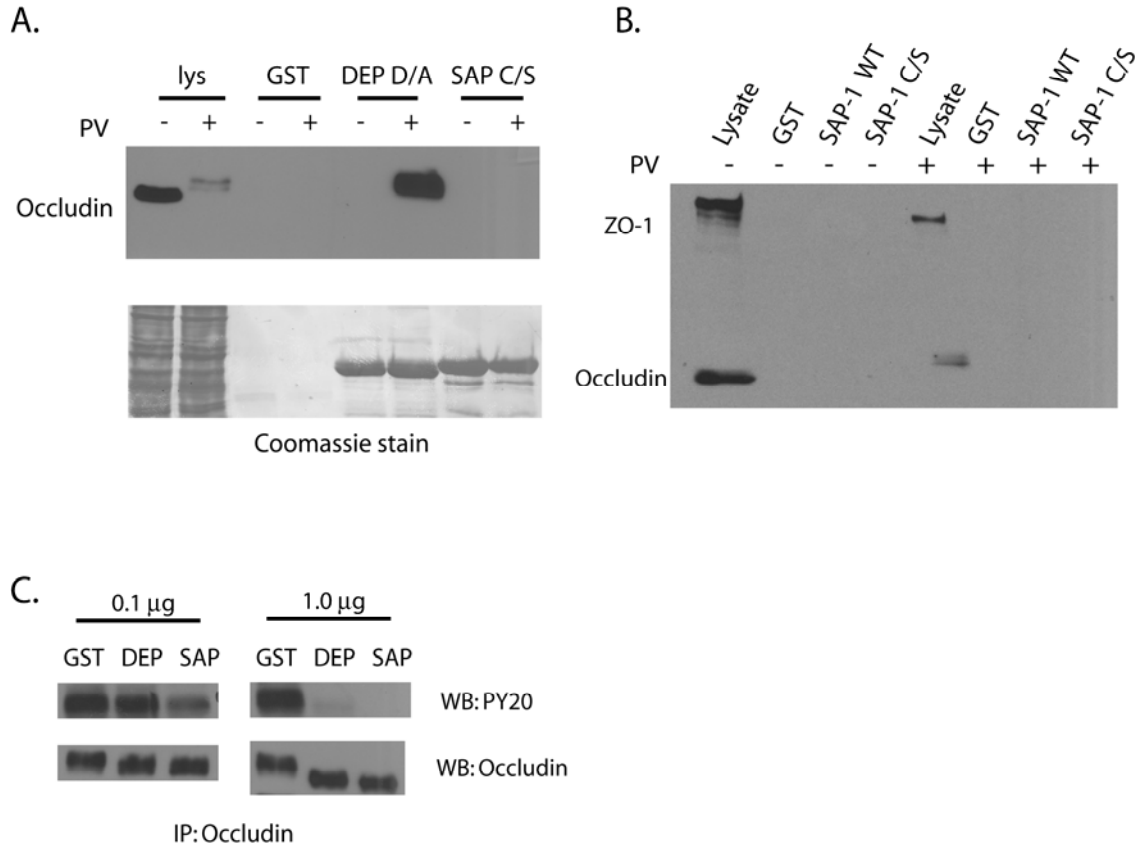 A.
lys GST DEP D/A SAP C/S
PV - + - + - + - +
Occludin
Coomassie stain
B.
Lysate GST SAP-1 WT SAP-1 C/S Lysate GST SAP-1 WT SAP-1 C/S
PV - - - - + + + +
ZO-1
Occludin
C.
0.1 μg 1.0 μg
GST DEP SAP GST DEP SAP
WB: PY20
WB: Occludin
IP: Occludin